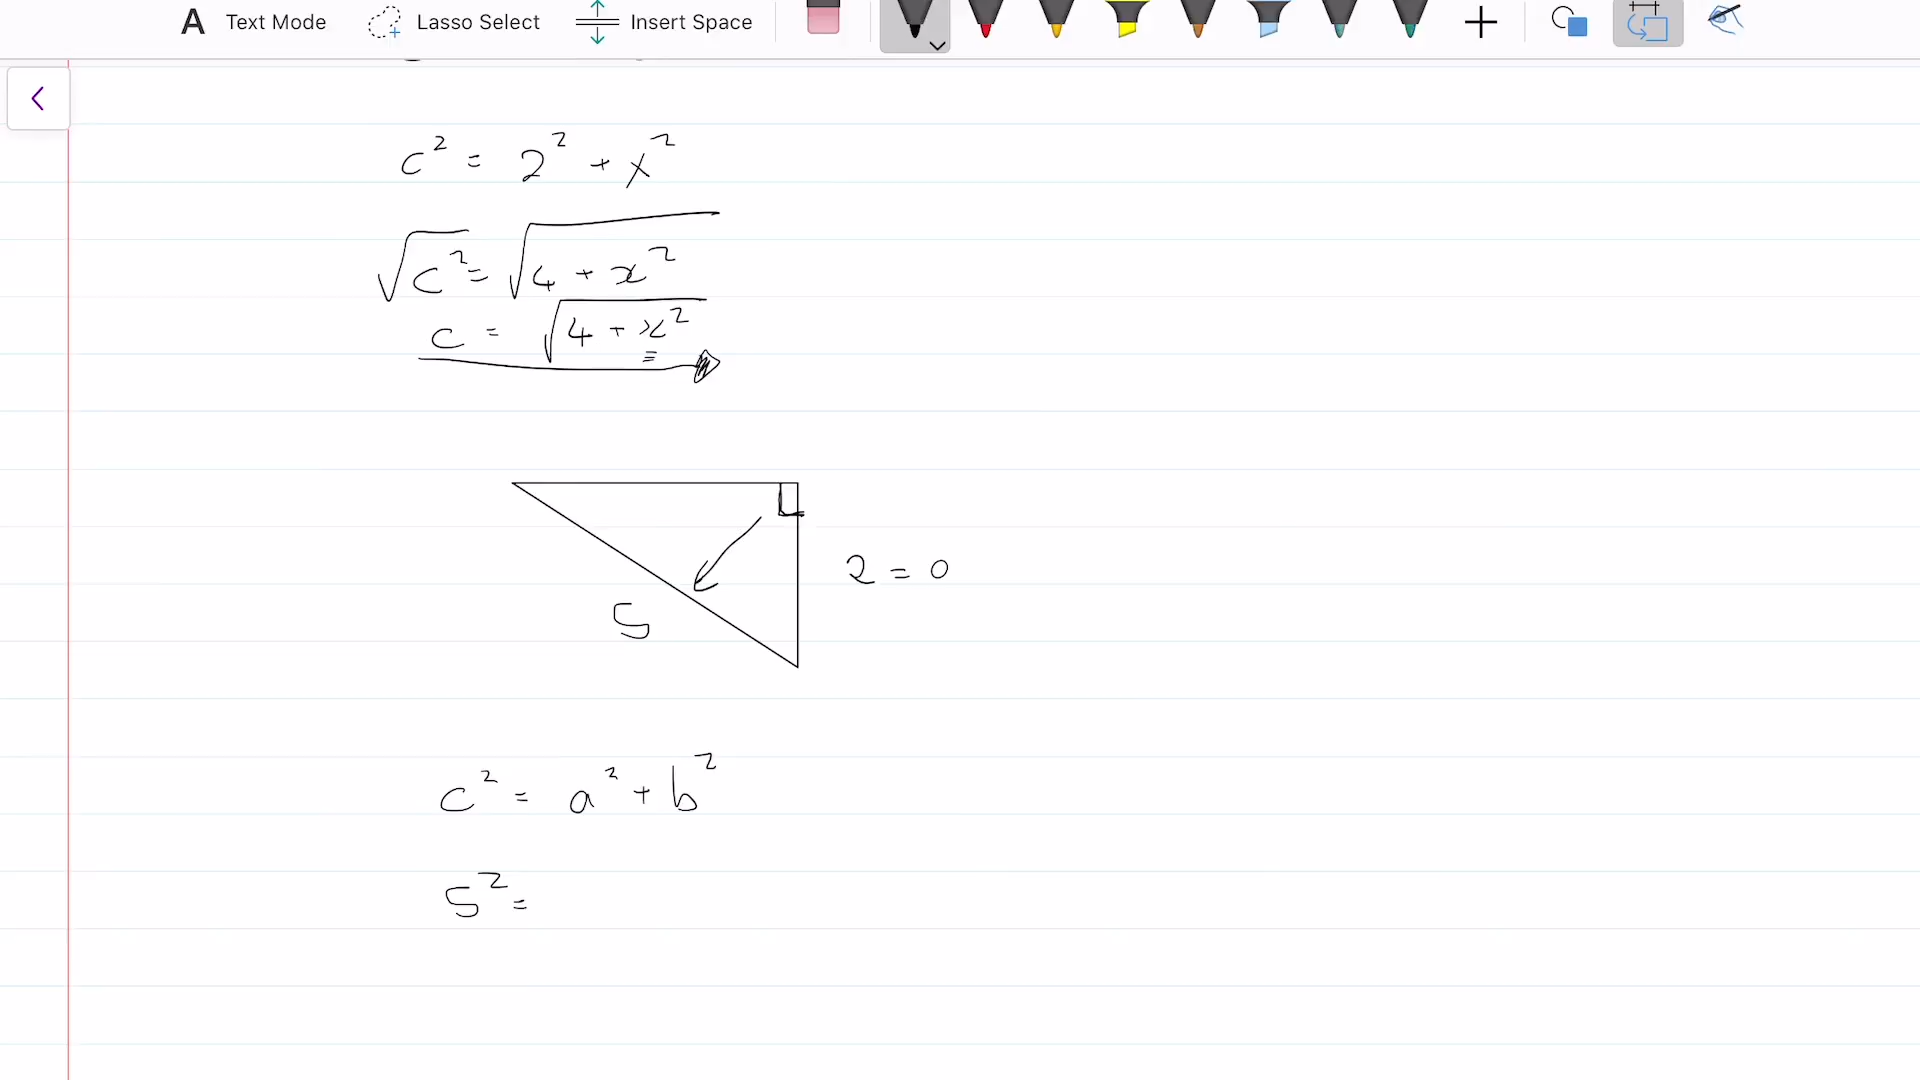 A Text Mode Lasso Select Insert Space
c² = 2² + x²
√c² = √4 + x²
c = √4 + x²
2 = 0
5
c² = a² + b²
5² =